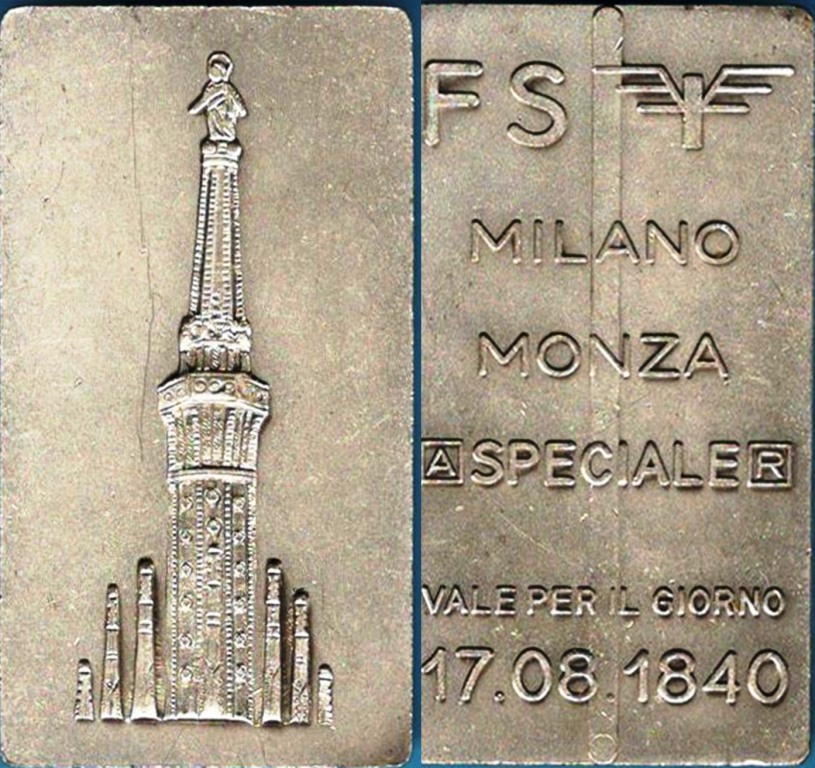 FS
MILANO
MONZA
A SPECIALE R
VALE PER IL GIORNO
17.08.1840